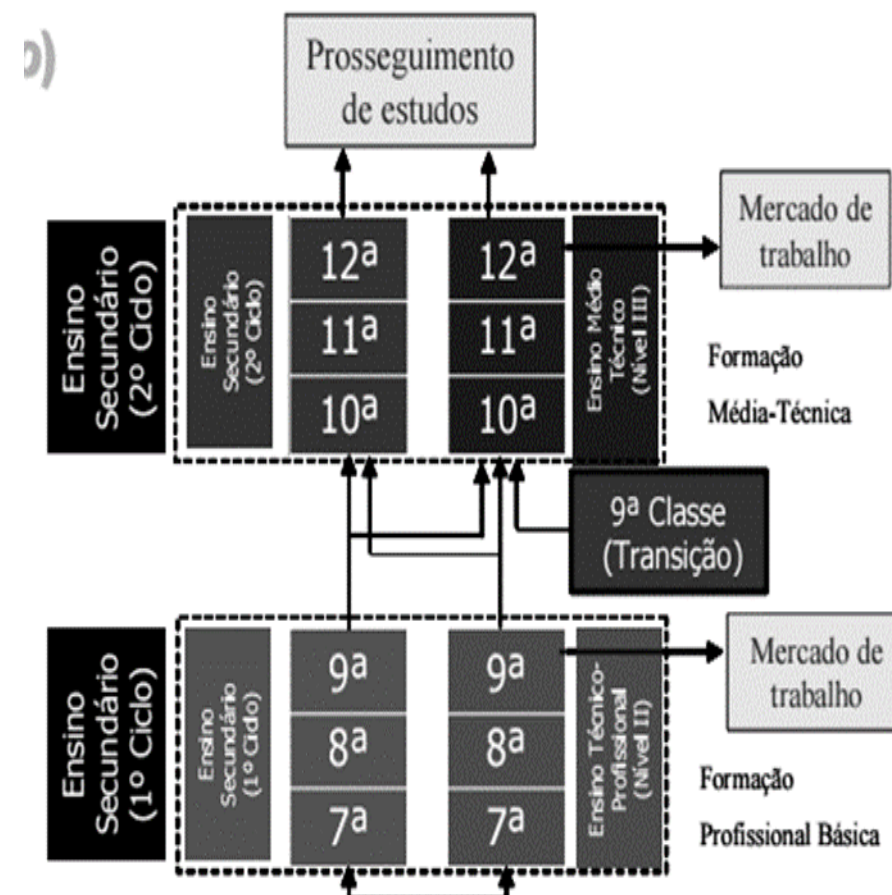 o)
Prosseguimento
de estudos
Mercado de
trabalho
Ensino
Secundário
(2º Ciclo)
Ensino
Secundário
(2º Ciclo)
12ª
11ª
10ª
12ª
11ª
10ª
Ensino Médio
Técnico
(Nível III)
Formação
Média-Técnica
9ª Classe
(Transição)
Ensino
Secundário
(1º Ciclo)
Ensino
Secundário
(1º Ciclo)
9ª
8ª
7ª
9ª
8ª
7ª
Ensino Técnico-
Profissional
(Nível II)
Mercado de
trabalho
Formação
Profissional Básica